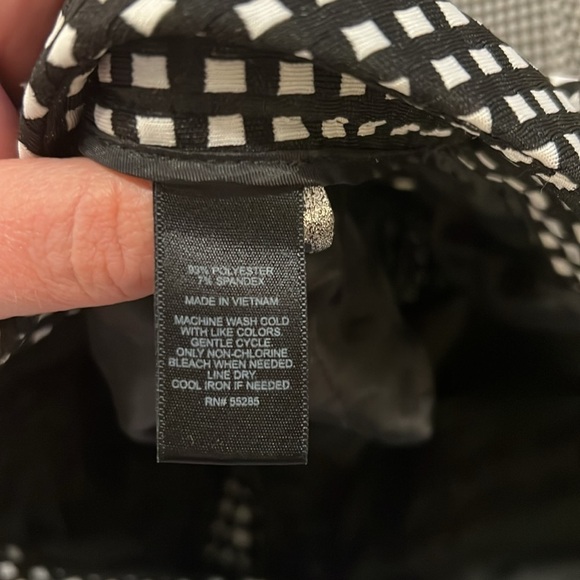 93% POLYESTER
7% SPANDEX
MADE IN VIETNAM
MACHINE WASH COLD
WITH LIKE COLORS.
GENTLE CYCLE.
ONLY NON-CHLORINE
BLEACH WHEN NEEDED.
LINE DRY.
COOL IRON IF NEEDED.
RN# 55285